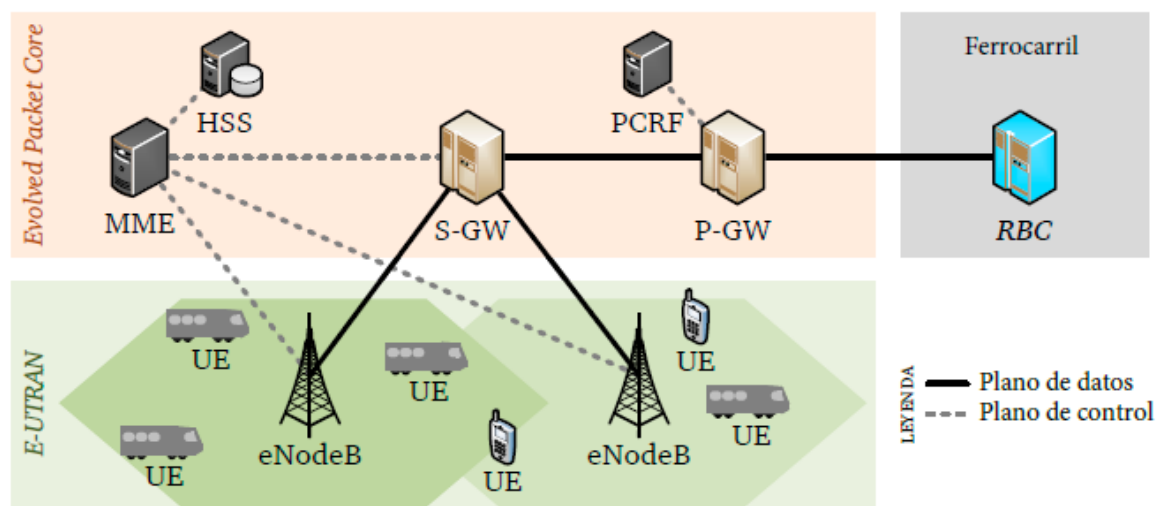 Evolved Packet Core
HSS
PCRF
Ferrocarril
MME
S-GW
P-GW
RBC
E-UTRAN
UE
UE
UE
UE
UE
UE
eNodeB
eNodeB
LEYENDA
Plano de datos
Plano de control